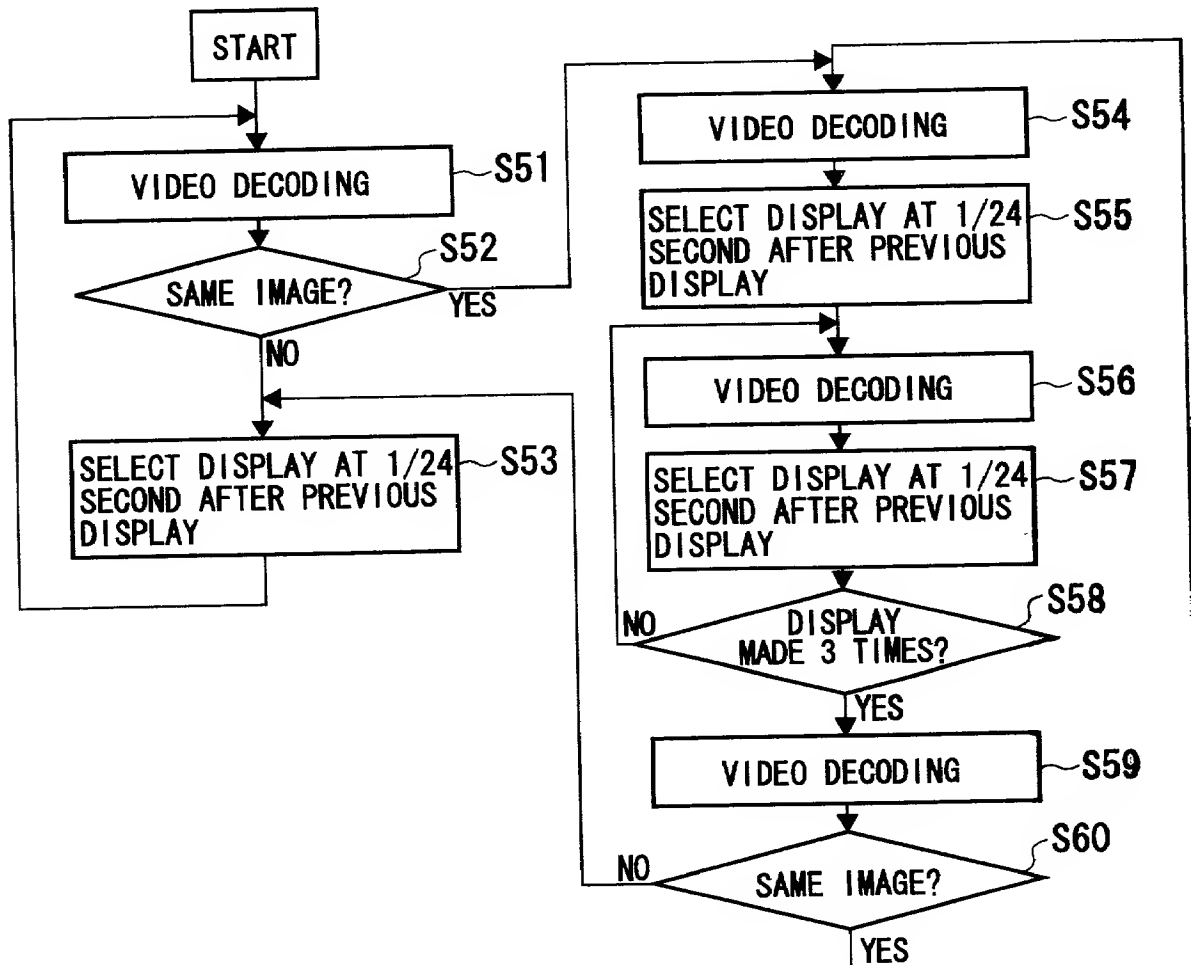 START
VIDEO DECODING
S51
SAME IMAGE?
S52
YES
NO
SELECT DISPLAY AT 1/24
SECOND AFTER PREVIOUS
DISPLAY
S53
VIDEO DECODING
S54
SELECT DISPLAY AT 1/24
SECOND AFTER PREVIOUS
DISPLAY
S55
VIDEO DECODING
S56
SELECT DISPLAY AT 1/24
SECOND AFTER PREVIOUS
DISPLAY
S57
DISPLAY
MADE 3 TIMES?
S58
NO
YES
VIDEO DECODING
S59
SAME IMAGE?
S60
NO
YES